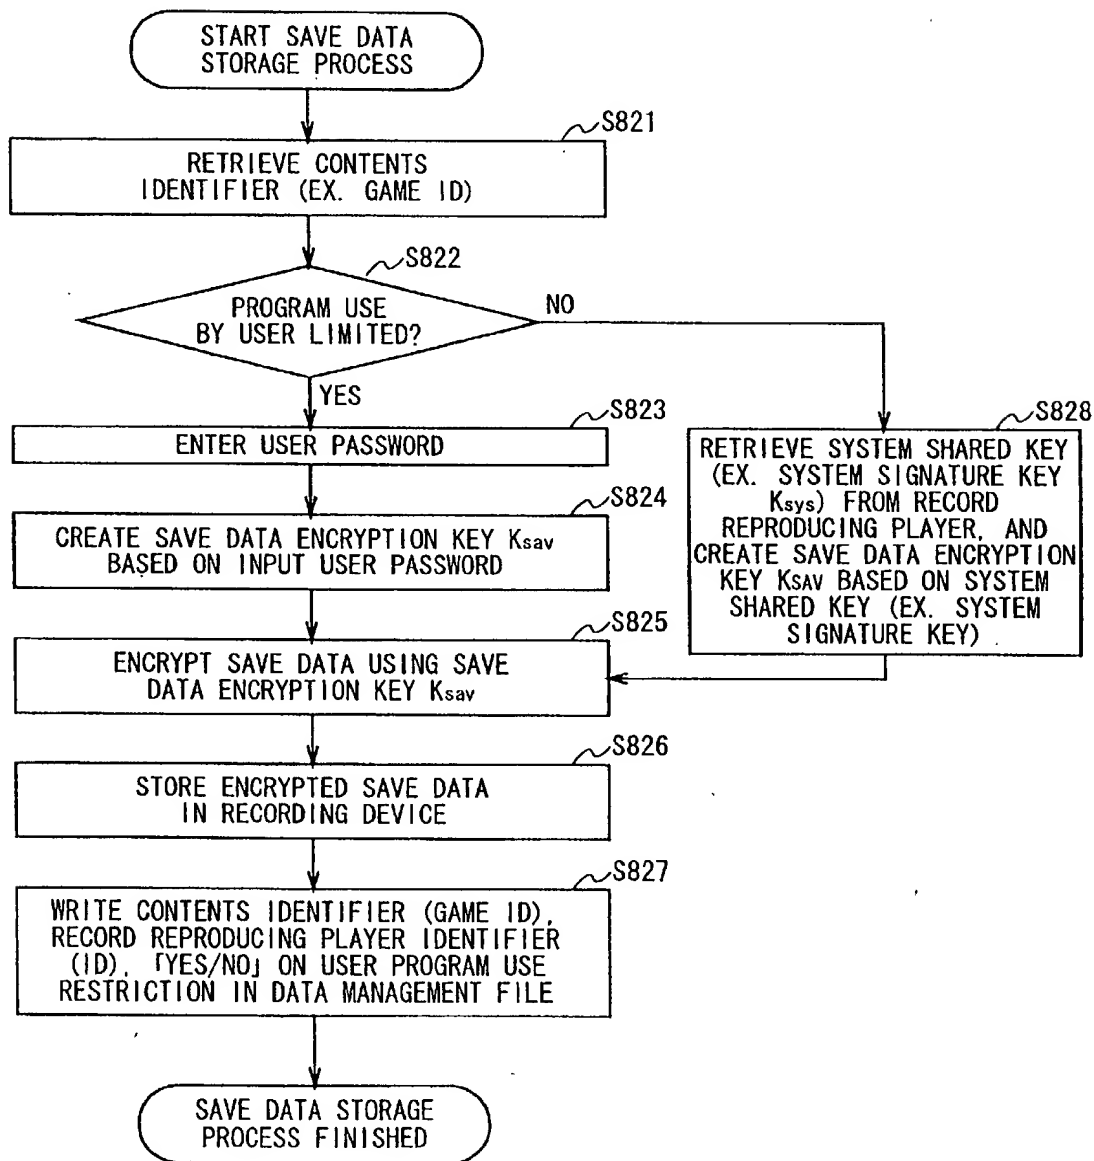 START SAVE DATA
STORAGE PROCESS
S821
RETRIEVE CONTENTS
IDENTIFIER (EX. GAME ID)
S822
PROGRAM USE
BY USER LIMITED?
NO
YES
S823
ENTER USER PASSWORD
S824
CREATE SAVE DATA ENCRYPTION KEY Ksav
BASED ON INPUT USER PASSWORD
S828
RETRIEVE SYSTEM SHARED KEY
(EX. SYSTEM SIGNATURE KEY
Ksys) FROM RECORD
REPRODUCING PLAYER, AND
CREATE SAVE DATA ENCRYPTION
KEY KSAV BASED ON SYSTEM
SHARED KEY (EX. SYSTEM
SIGNATURE KEY)
S825
ENCRYPT SAVE DATA USING SAVE
DATA ENCRYPTION KEY Ksav
S826
STORE ENCRYPTED SAVE DATA
IN RECORDING DEVICE
S827
WRITE CONTENTS IDENTIFIER (GAME ID),
RECORD REPRODUCING PLAYER IDENTIFIER
(ID), 「YES/NO」 ON USER PROGRAM USE
RESTRICTION IN DATA MANAGEMENT FILE
SAVE DATA STORAGE
PROCESS FINISHED